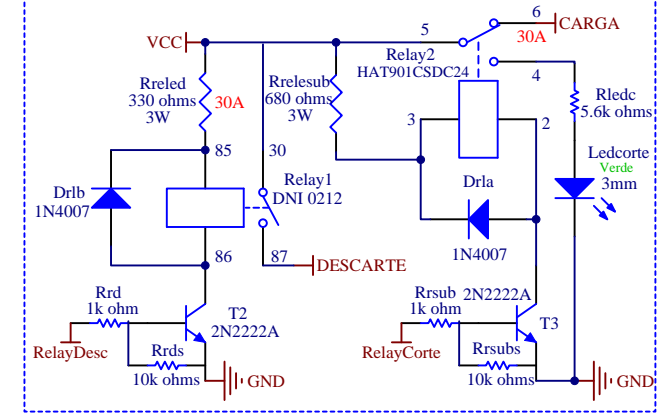 6
CARGA
5
30A
VCC
Relay2
HAT901CSDC24
4
Rreled
330 ohms
3W
30A
Rrelesub
680 ohms
3W
Rledc
5.6k ohms
3
2
85
30
Ledcorte
Verde
3mm
Drlb
1N4007
Relay1
DNI 0212
Drla
1N4007
86
87
DESCARTE
Rrd
1k ohm
T2
2N2222A
Rrsub
1k ohm
2N2222A
T3
RelayDesc
Rrds
10k ohms
GND
RelayCorte
Rrsubs
10k ohms
GND